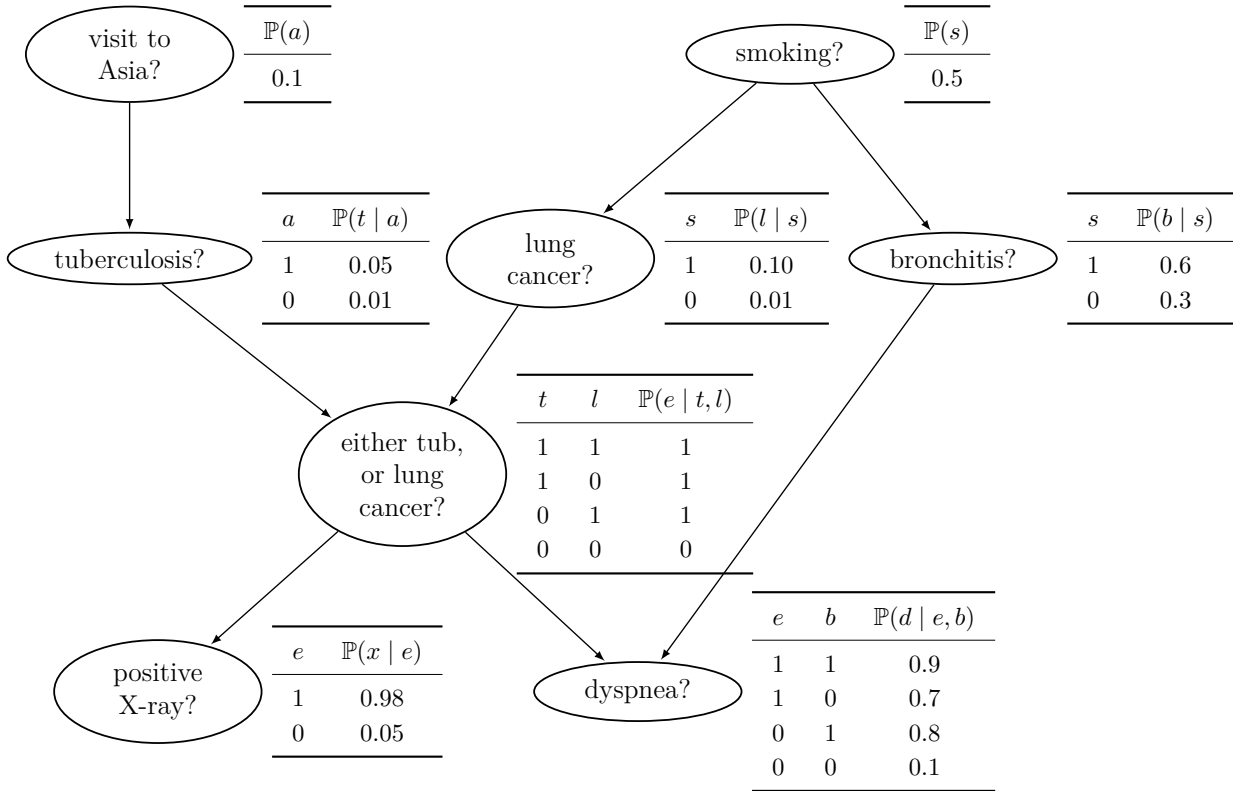 visit to
Asia?
ℙ(a)
0.1
smoking?
ℙ(s)
0.5
tuberculosis?
a ℙ(t | a)
1 0.05
0 0.01
lung
cancer?
s ℙ(l | s)
1 0.10
0 0.01
bronchitis?
s ℙ(b | s)
1 0.6
0 0.3
either tub,
or lung
cancer?
t l ℙ(e | t, l)
1 1 1
1 0 1
0 1 1
0 0 0
positive
X-ray?
e ℙ(x | e)
1 0.98
0 0.05
dyspnea?
e b ℙ(d | e, b)
1 1 0.9
1 0 0.7
0 1 0.8
0 0 0.1